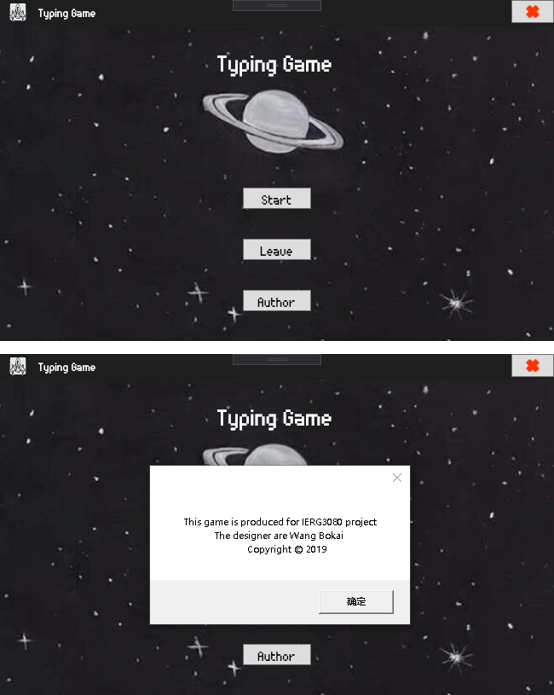 Typing Game
Typing Game
Start
Leave
Author
Typing Game
Typing Game
This game is produced for IERG3080 project
The designer are Wang Bokai
Copyright © 2019
确定
Author